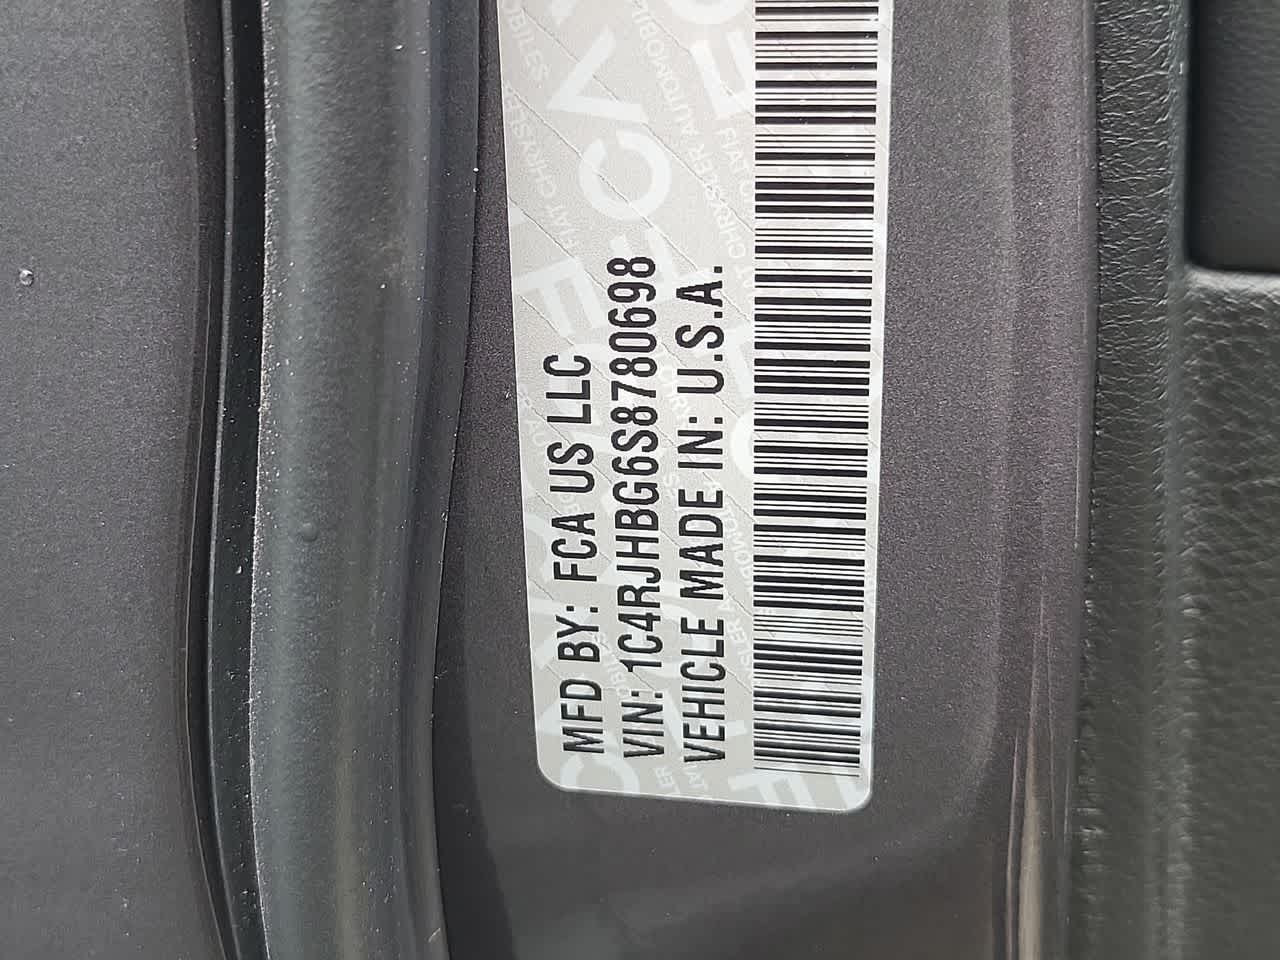 MFD BY: FCA US LLC
VIN: 1C4RJHBG6S8780698
VEHICLE MADE IN: U.S.A.